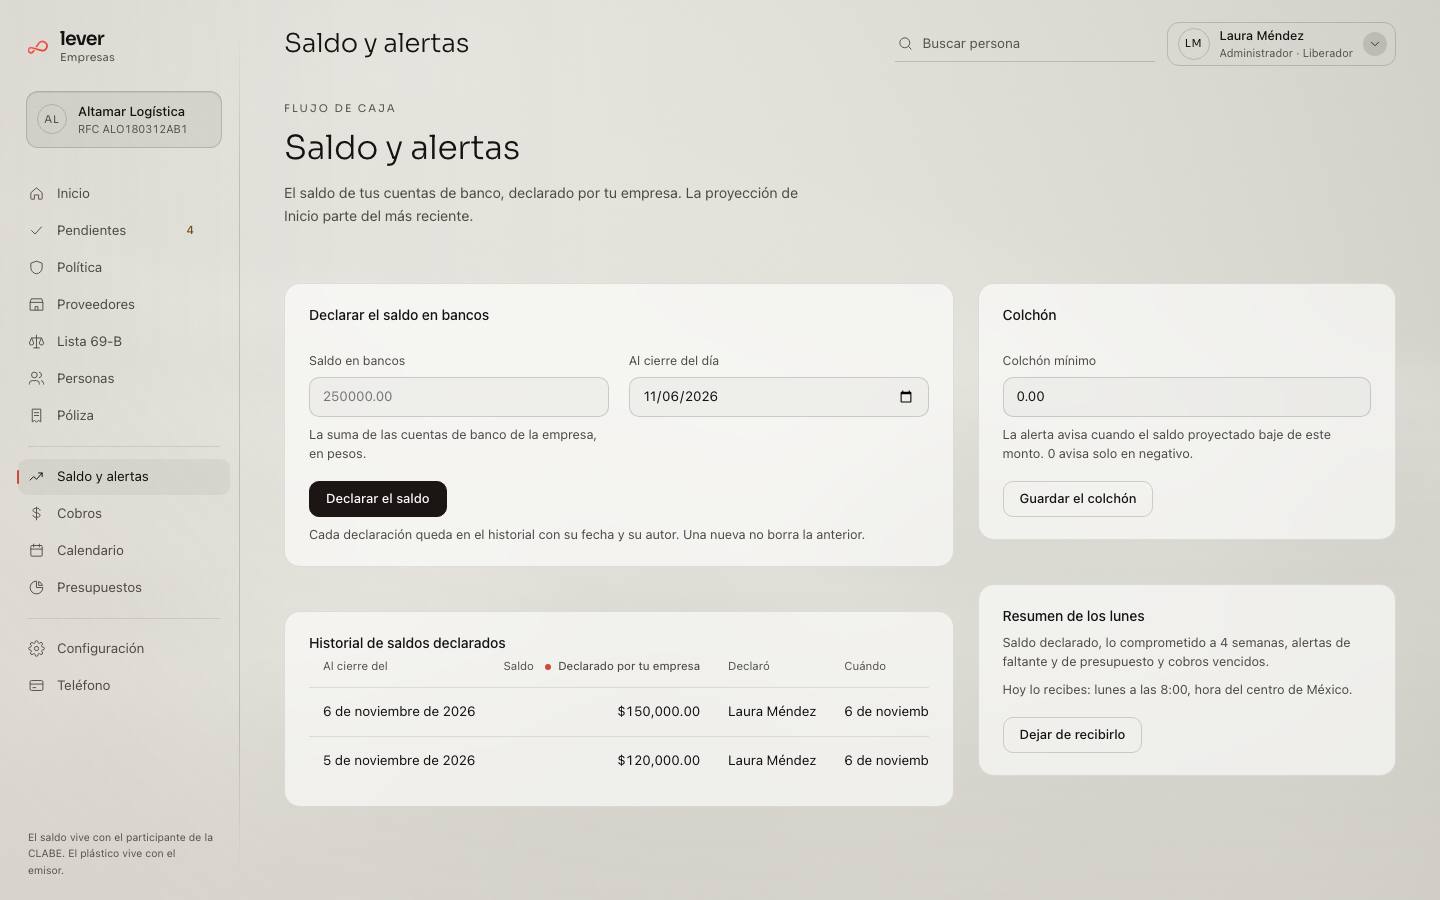 lever
Empresas
AL
Altamar Logística
RFC ALO180312AB1
Inicio
Pendientes 4
Política
Proveedores
Lista 69-B
Personas
Póliza
Saldo y alertas
Cobros
Calendario
Presupuestos
Configuración
Teléfono
El saldo vive con el participante de la
CLABE. El plástico vive con el
emisor.
Saldo y alertas
Buscar persona
LM
Laura Méndez
Administrador · Liberador
FLUJO DE CAJA
Saldo y alertas
El saldo de tus cuentas de banco, declarado por tu empresa. La proyección de
Inicio parte del más reciente.
Declarar el saldo en bancos
Saldo en bancos
250000.00
La suma de las cuentas de banco de la empresa,
en pesos.
Al cierre del día
11/06/2026
Declarar el saldo
Cada declaración queda en el historial con su fecha y su autor. Una nueva no borra la anterior.
Colchón
Colchón mínimo
0.00
La alerta avisa cuando el saldo proyectado baje de este
monto. 0 avisa solo en negativo.
Guardar el colchón
Historial de saldos declarados
Al cierre del Saldo Declarado por tu empresa Declaró Cuándo
6 de noviembre de 2026 $150,000.00 Laura Méndez 6 de noviemb
5 de noviembre de 2026 $120,000.00 Laura Méndez 6 de noviemb
Resumen de los lunes
Saldo declarado, lo comprometido a 4 semanas, alertas de
faltante y de presupuesto y cobros vencidos.
Hoy lo recibes: lunes a las 8:00, hora del centro de México.
Dejar de recibirlo